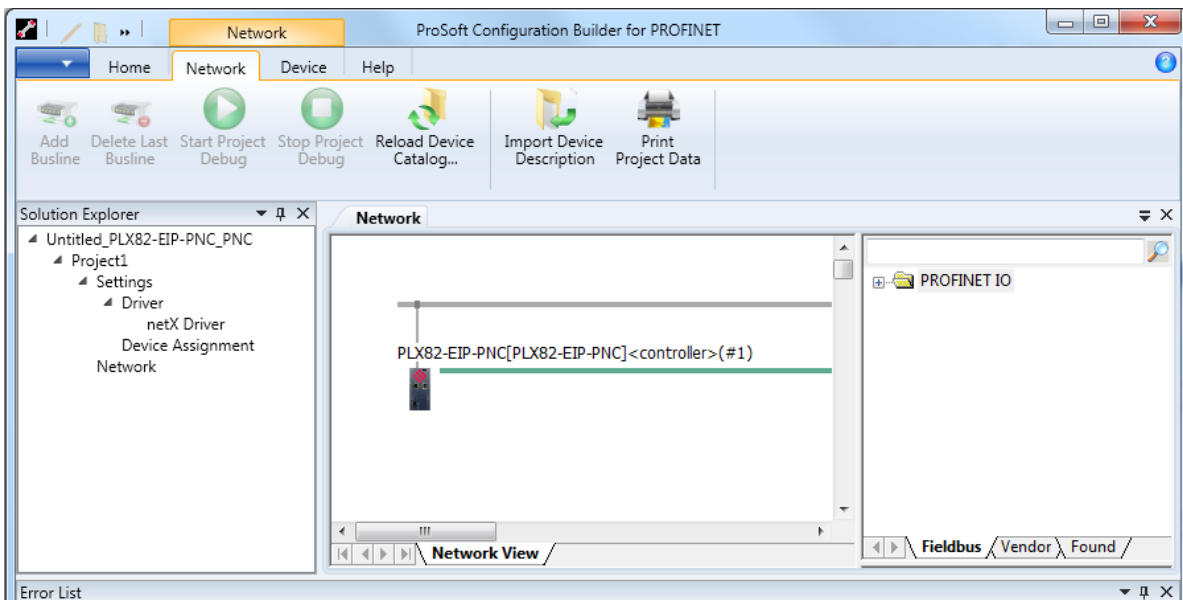 Network
ProSoft Configuration Builder for PROFINET
Home Network Device Help
Add Busline
Delete Last Busline
Start Project Debug
Stop Project Debug
Reload Device Catalog...
Import Device Description
Print Project Data
Solution Explorer
Untitled_PLX82-EIP-PNC_PNC
Project1
Settings
Driver
netX Driver
Device Assignment
Network
Network
PLX82-EIP-PNC[PLX82-EIP-PNC]<controller>(#1)
Network View
PROFINET IO
Fieldbus Vendor Found
Error List